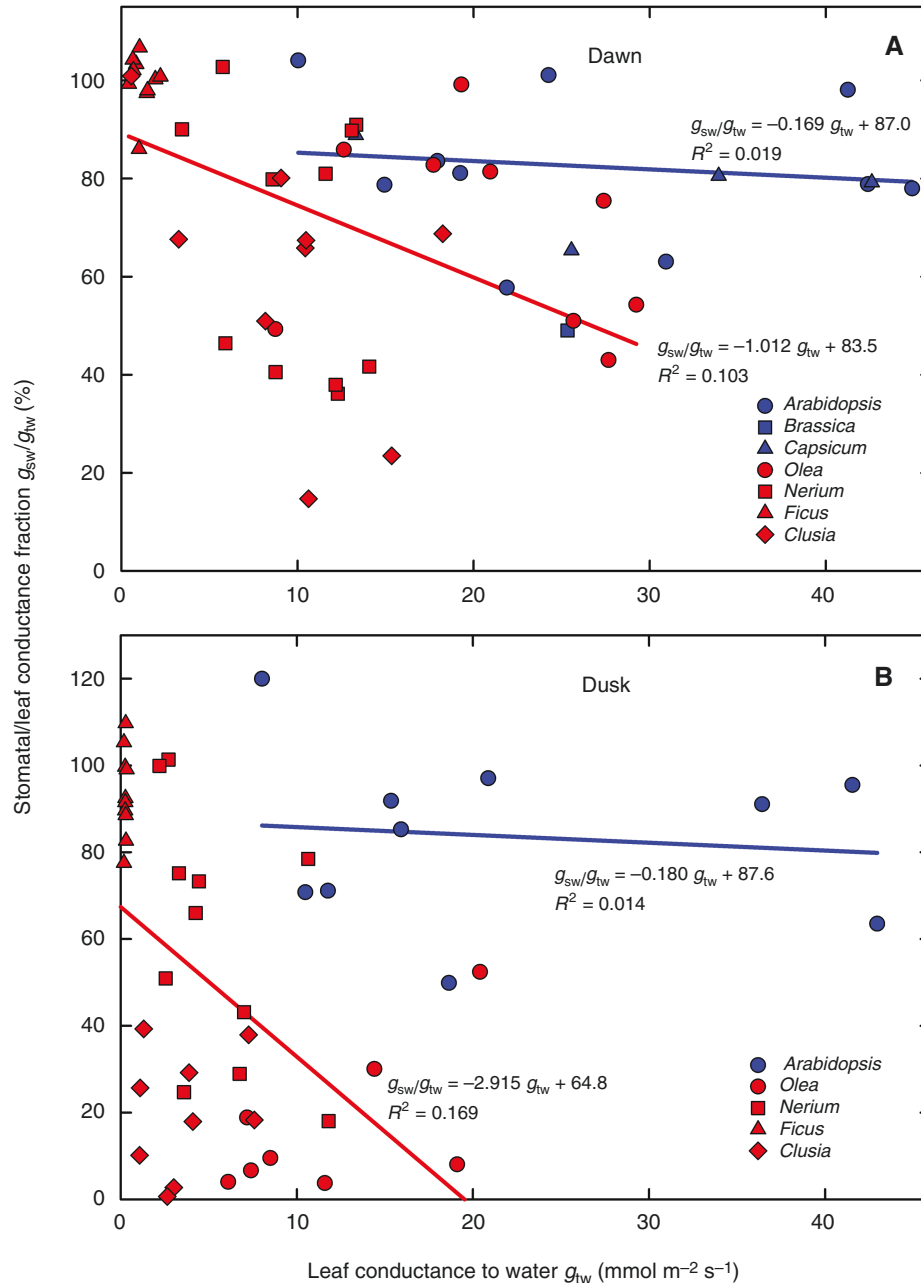 Stomatal/leaf conductance fraction gsw/gtw (%)
A
Dawn
100
80
60
40
20
0
gsw/gtw = –0.169 gtw + 87.0
R2 = 0.019
gsw/gtw = –1.012 gtw + 83.5
R2 = 0.103
Arabidopsis
Brassica
Capsicum
Olea
Nerium
Ficus
Clusia
0 10 20 30 40
B
Dusk
120
100
80
60
40
20
0
gsw/gtw = –0.180 gtw + 87.6
R2 = 0.014
gsw/gtw = –2.915 gtw + 64.8
R2 = 0.169
Arabidopsis
Olea
Nerium
Ficus
Clusia
0 10 20 30 40
Leaf conductance to water gtw (mmol m–2 s–1)